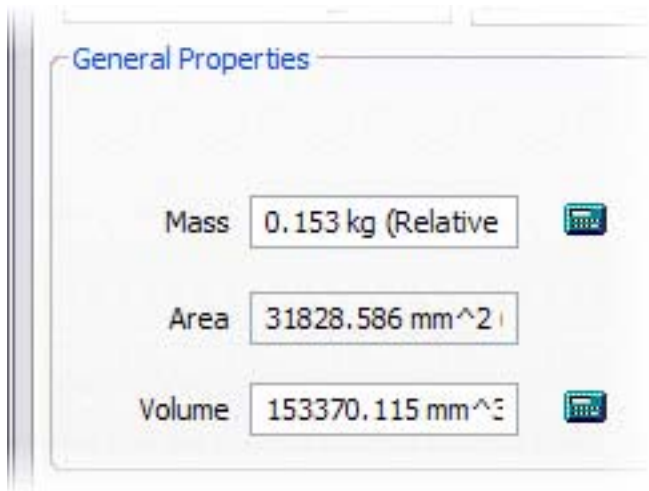 General Properties
Mass 0.153 kg (Relative
Area 31828.586 mm^2
Volume 153370.115 mm^3